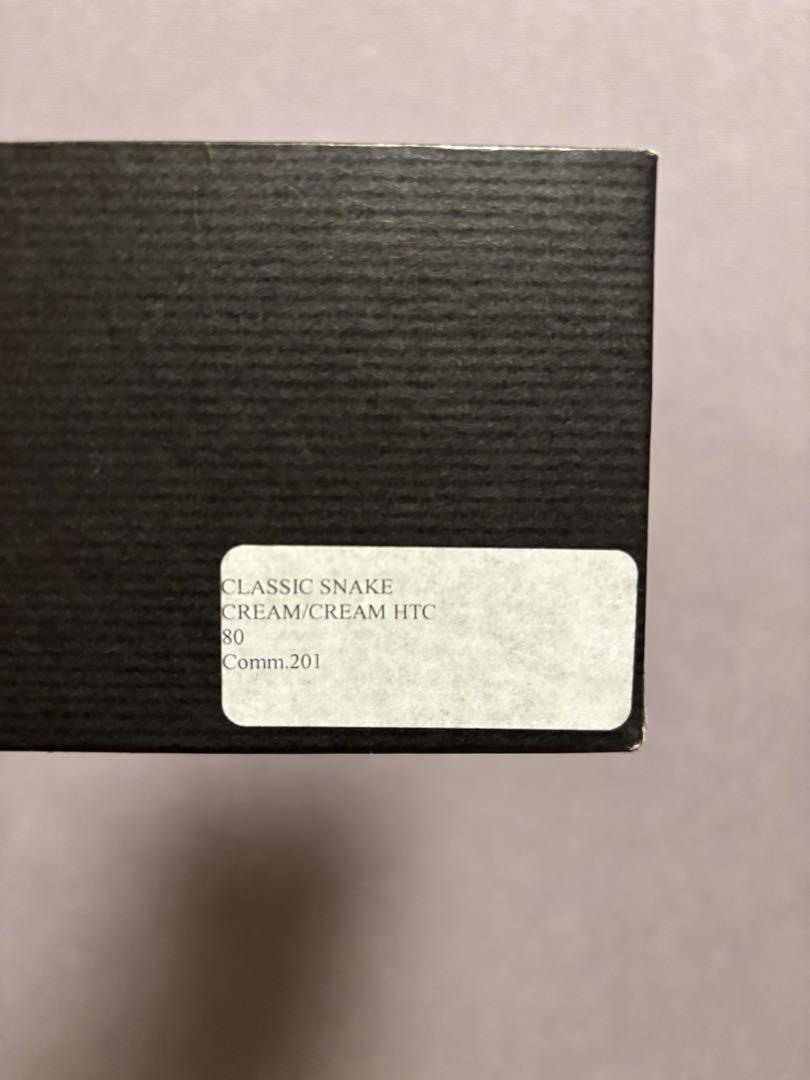 CLASSIC SNAKE
CREAM/CREAM HTC
80
Comm.201